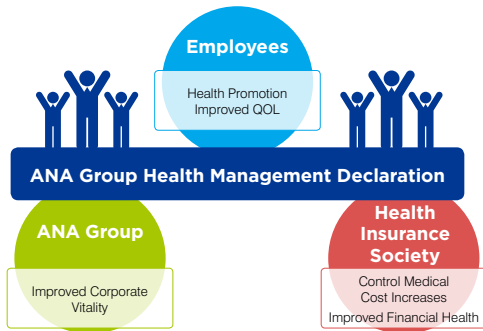 Employees
Health Promotion
Improved QOL
ANA Group Health Management Declaration
ANA Group
Improved Corporate
Vitality
Health
Insurance
Society
Control Medical
Cost Increases
Improved Financial Health